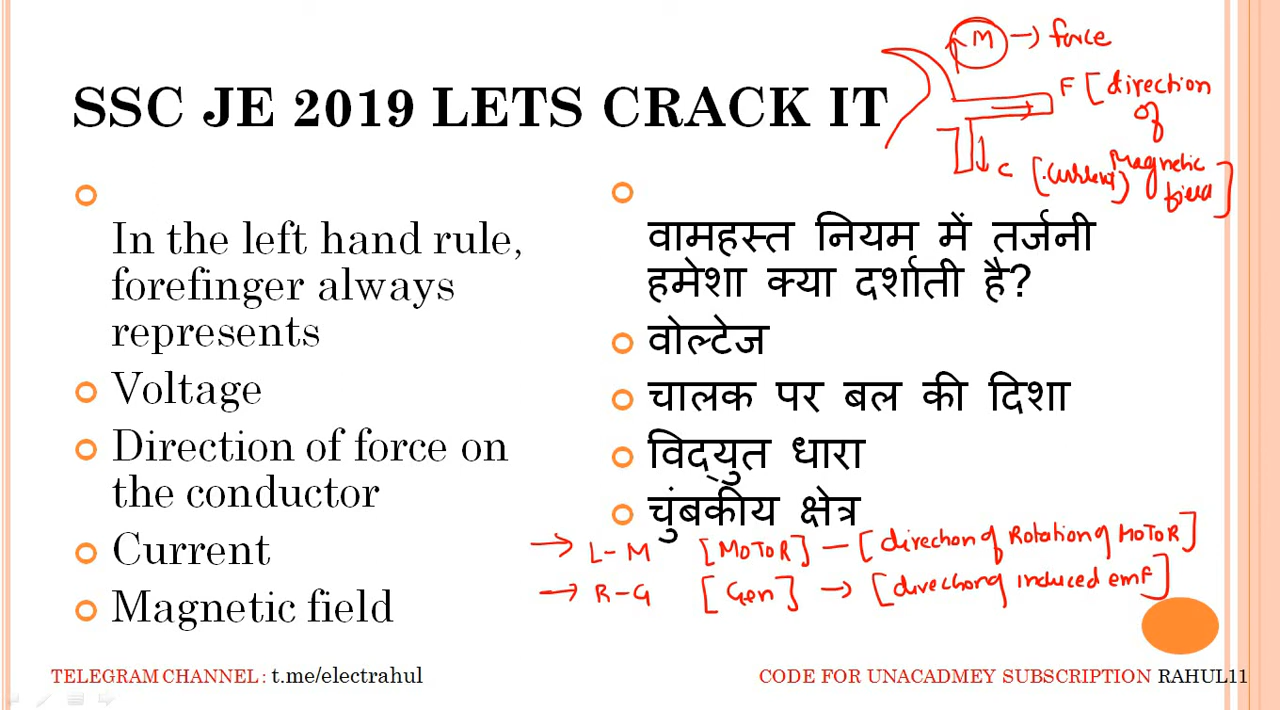 SSC JE 2019 LETS CRACK IT
M → force
F [direction
of
Magnetic
field]
C [current]
In the left hand rule,
forefinger always
represents
Voltage
Direction of force on
the conductor
Current
Magnetic field
वामहस्त नियम में तर्जनी
हमेशा क्या दर्शाती है?
वोल्टेज
चालक पर बल की दिशा
विद्युत धारा
चुंबकीय क्षेत्र
→ L-M [MOTOR] - [direction of Rotation of MOTOR]
→ R-G [Gen] → [direction of induced emf]
TELEGRAM CHANNEL: t.me/electrahul
CODE FOR UNACADMEY SUBSCRIPTION RAHUL11